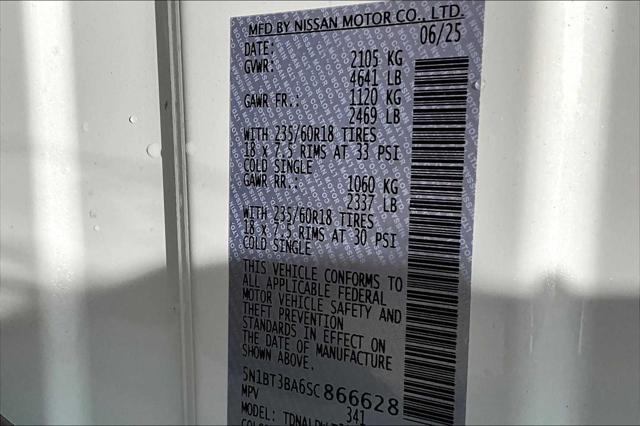 MFD BY NISSAN MOTOR CO., LTD.
DATE: 06/25
GVWR: 2105 KG
4641 LB
GAWR FR.: 1120 KG
2469 LB
WITH 235/60R18 TIRES
18 x 7.5 RIMS AT 33 PSI
COLD SINGLE
GAWR RR.: 1060 KG
2337 LB
WITH 235/60R18 TIRES
18 x 7.5 RIMS AT 30 PSI
COLD SINGLE
THIS VEHICLE CONFORMS TO
ALL APPLICABLE FEDERAL
MOTOR VEHICLE SAFETY AND
THEFT PREVENTION
STANDARDS IN EFFECT ON
THE DATE OF MANUFACTURE
SHOWN ABOVE.
5N1BT3BA6SC866628
MPV 341
MODEL: